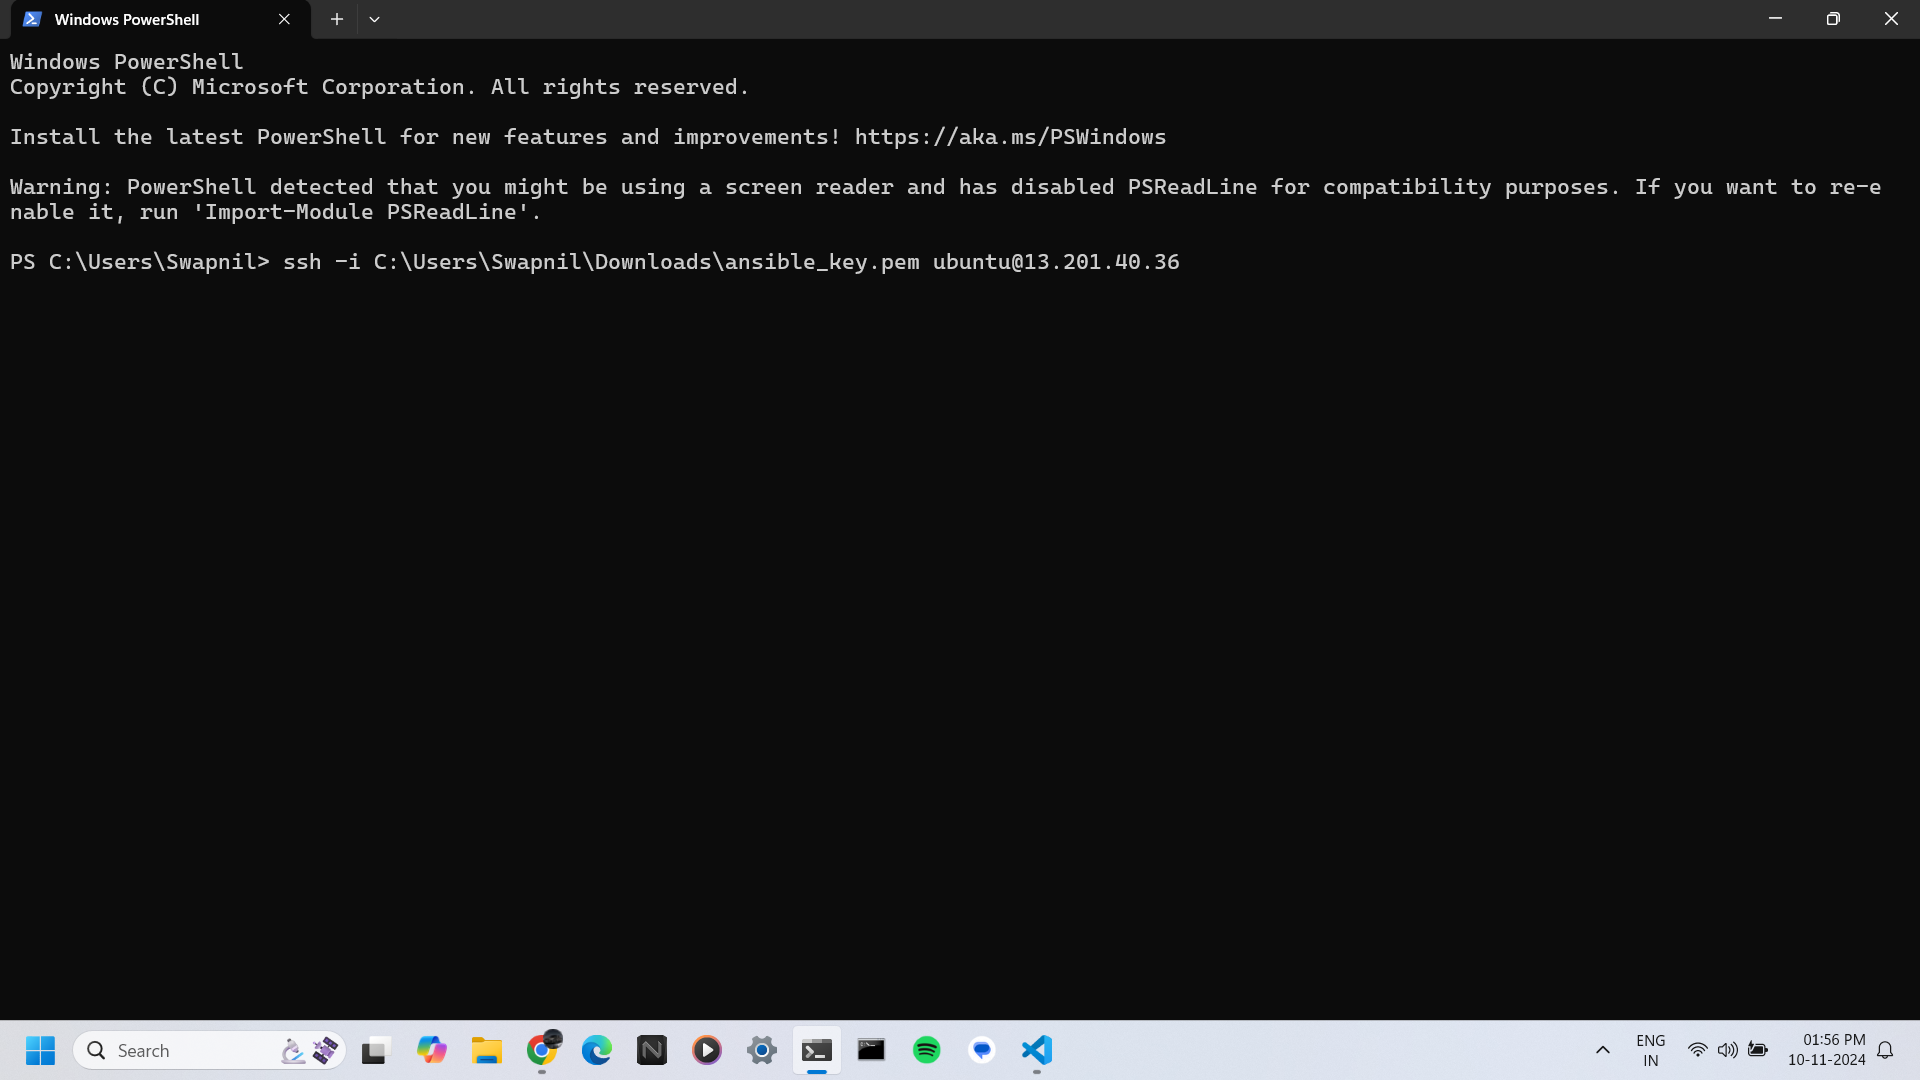 Windows PowerShell
Windows PowerShell
Copyright (C) Microsoft Corporation. All rights reserved.
Install the latest PowerShell for new features and improvements! https://aka.ms/PSWindows
Warning: PowerShell detected that you might be using a screen reader and has disabled PSReadLine for compatibility purposes. If you want to re-e
nable it, run 'Import-Module PSReadLine'.
PS C:\Users\Swapnil> ssh -i C:\Users\Swapnil\Downloads\ansible_key.pem ubuntu@13.201.40.36
Search
ENG
IN
01:56 PM
10-11-2024